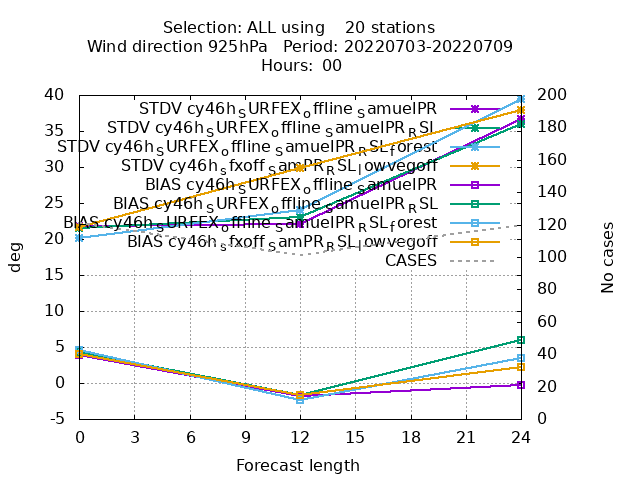 Selection: ALL using    20 stations
Wind direction 925hPa   Period: 20220703-20220709
Hours:  00
STDV cy46h_SURFEX_offline_SamuelPR
STDV cy46h_SURFEX_offline_SamuelPR_RSL
STDV cy46h_SURFEX_offline_SamuelPR_RSL_forest
STDV cy46h_sfxoff_SamPR_RSL_lowvegoff
BIAS cy46h_SURFEX_offline_SamuelPR
BIAS cy46h_SURFEX_offline_SamuelPR_RSL
BIAS cy46h_SURFEX_offline_SamuelPR_RSL_forest
BIAS cy46h_sfxoff_SamPR_RSL_lowvegoff
CASES
40
35
30
25
20
15
10
5
0
-5
deg
200
180
160
140
120
100
80
60
40
20
0
No cases
0 3 6 9 12 15 18 21 24
Forecast length